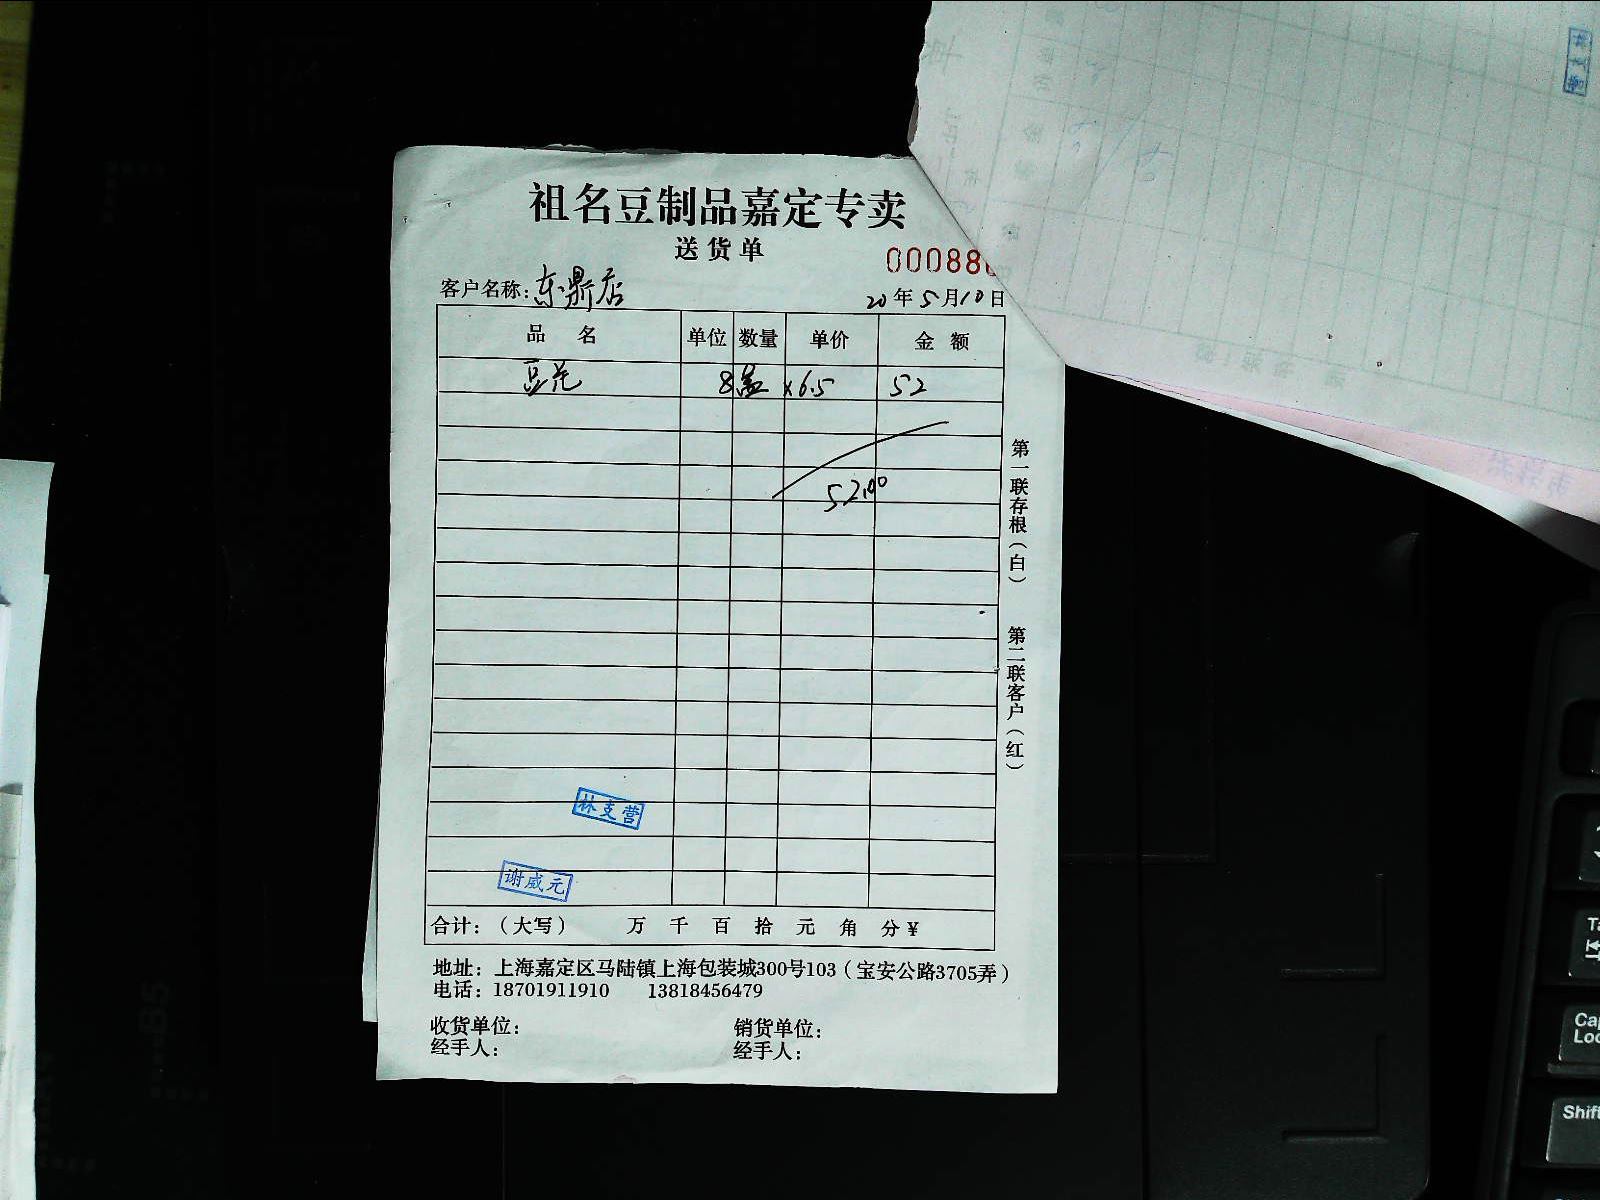 祖名豆制品嘉定专卖
送货单
00088
客户名称：东鼎店
20年5月10日
品名 单位 数量 单价 金额
豆花 8盒 x6.5 52
52.00
第一联存根（白）
第二联客户（红）
林支营
谢威元
合计：（大写） 万 千 百 拾 元 角 分￥
地址：上海嘉定区马陆镇上海包装城300号103（宝安公路3705弄）
电话：18701911910 13818456479
收货单位： 销货单位：
经手人： 经手人：
B5
Shift